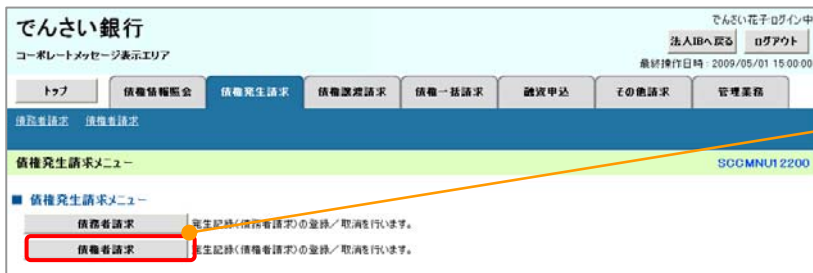 でんさい銀行
でんさい花子 ログイン中
コーポレートメッセージ表示エリア
法人IBへ戻る ログアウト
最終操作日時：2009/05/01 15:00:00
トップ 債権情報照会 債権発生請求 債権譲渡請求 債権一括請求 融資申込 その他請求 管理業務
債務者請求 債権者請求
債権発生請求メニュー SCCMNU12200
■ 債権発生請求メニュー
債務者請求 発生記録(債務者請求)の登録／取消を行います。
債権者請求 発生記録(債権者請求)の登録／取消を行います。